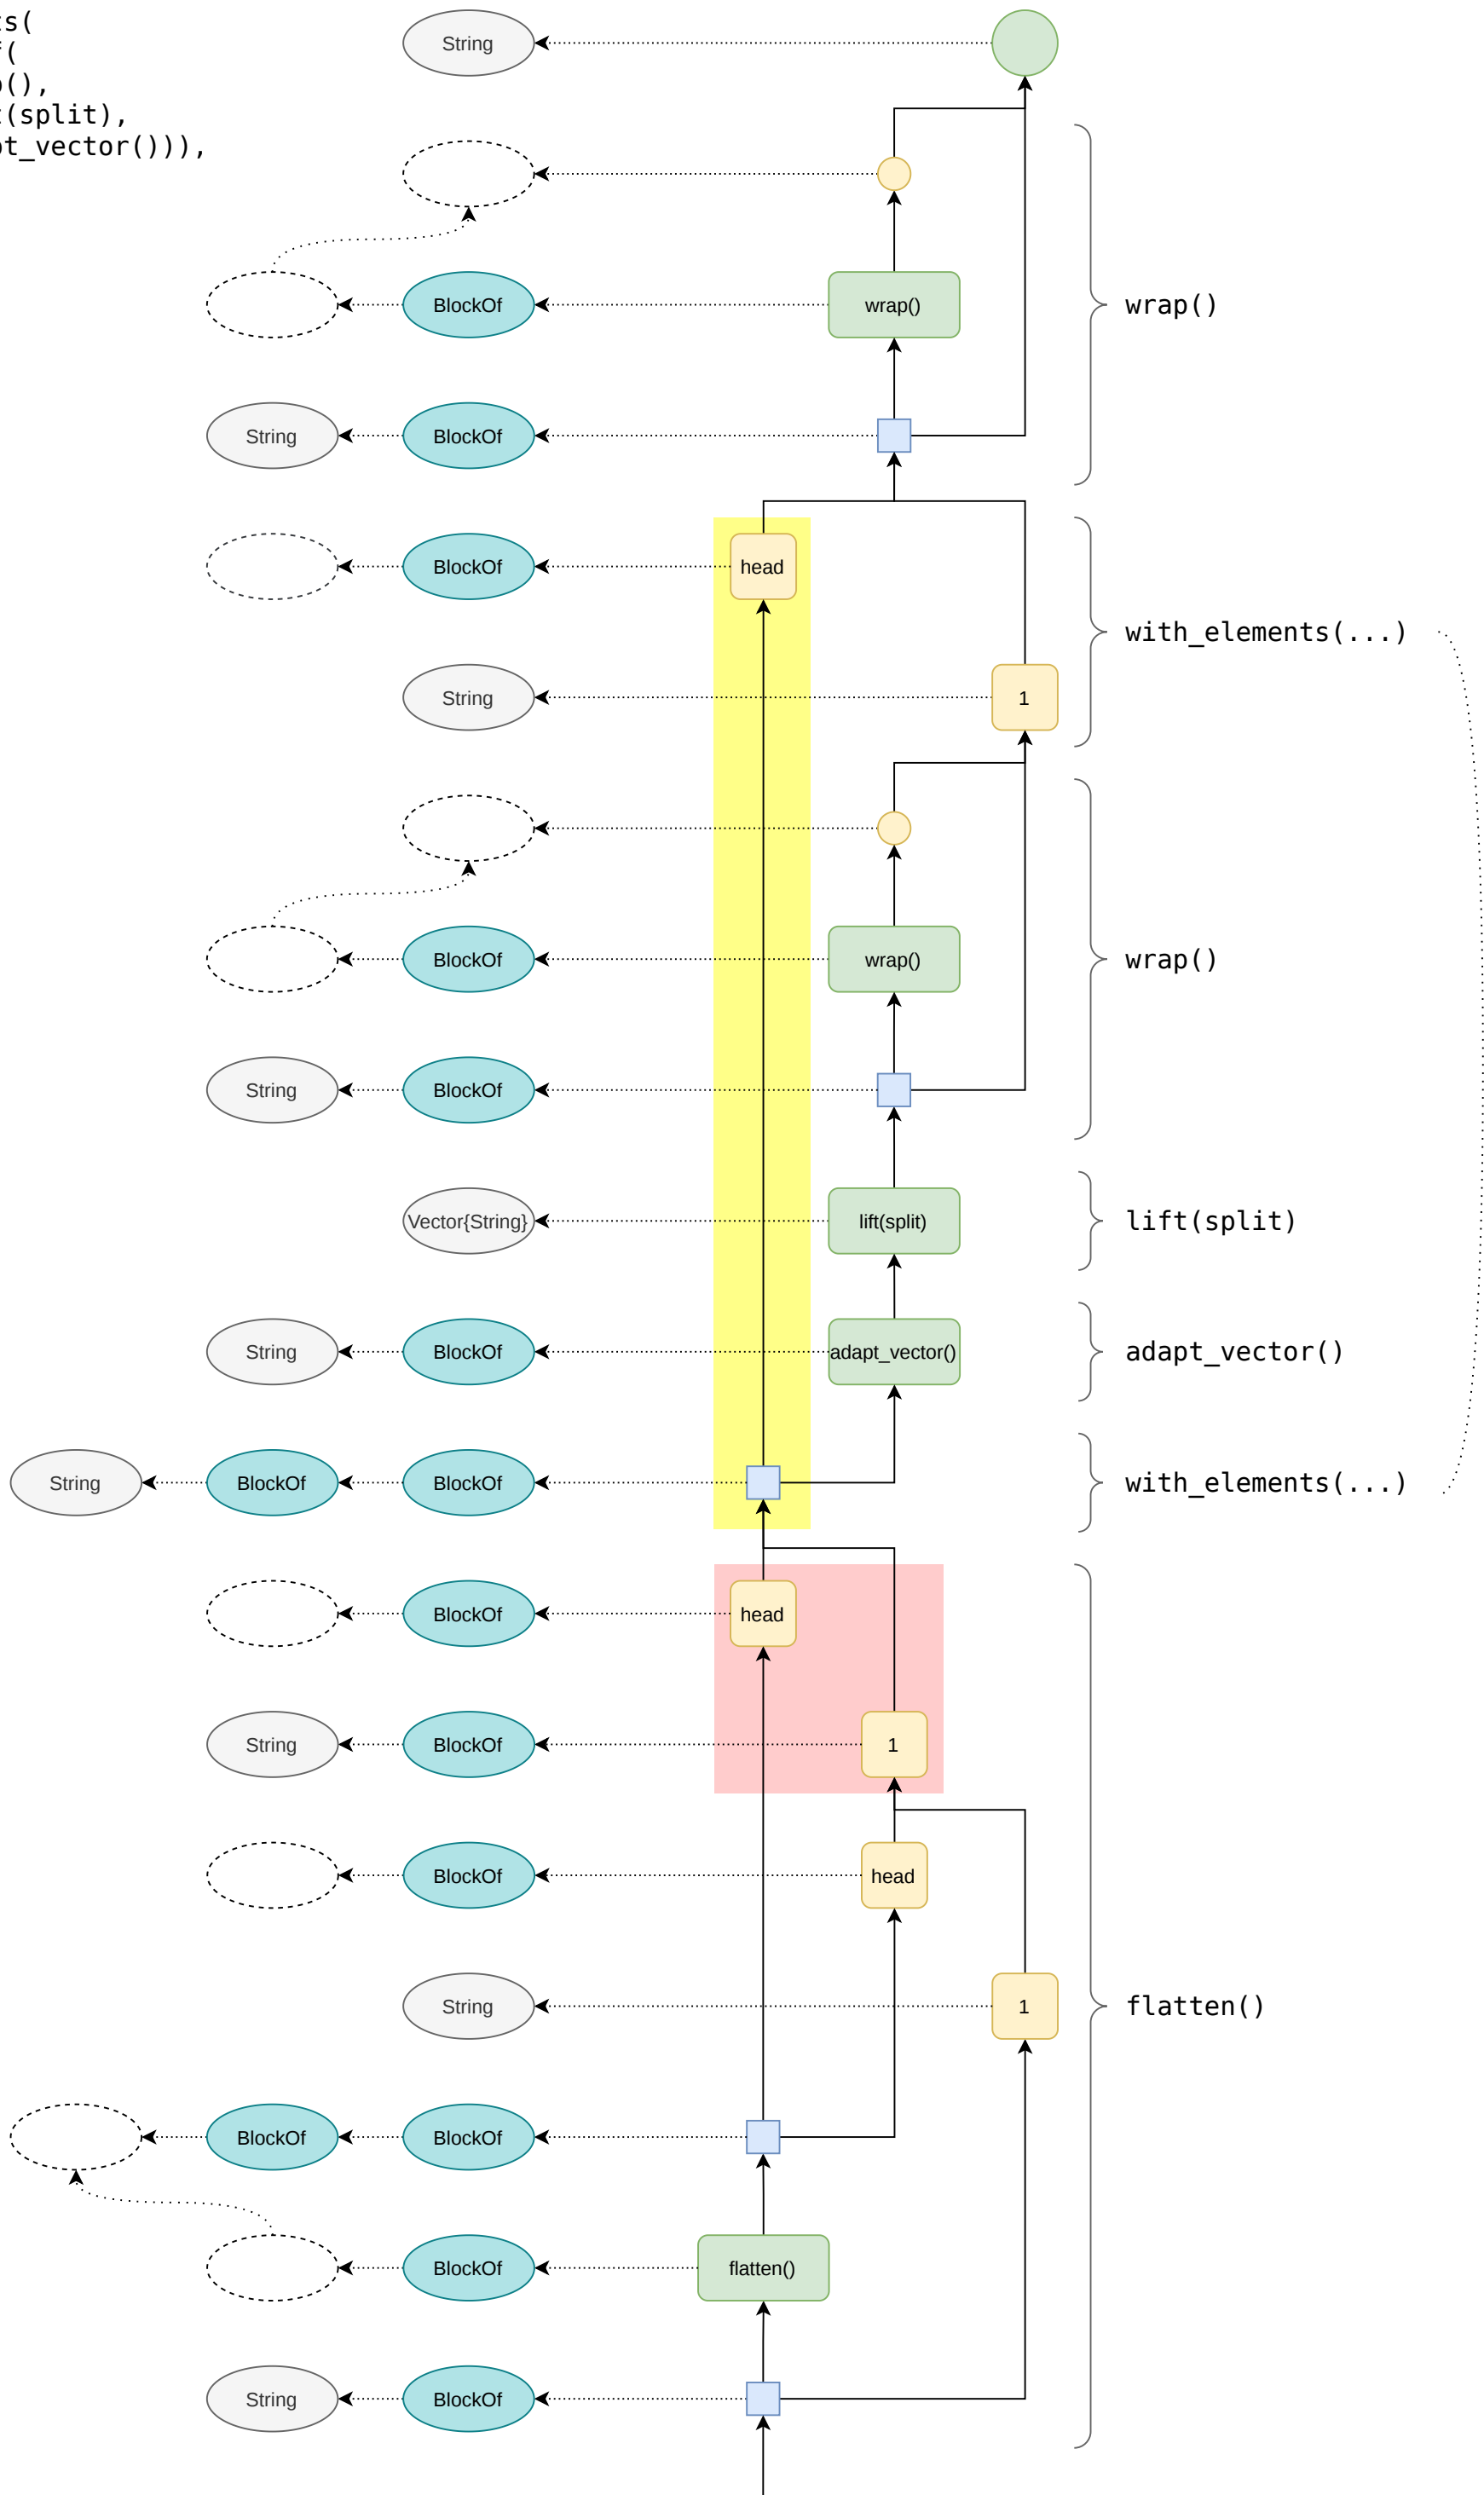 ts(
f(
p(),
t(split),
pt_vector())),
String
BlockOf
wrap()
wrap()
String
BlockOf
BlockOf
head
with_elements(...)
String
1
BlockOf
wrap()
wrap()
String
BlockOf
Vector{String}
lift(split)
lift(split)
String
BlockOf
adapt_vector()
adapt_vector()
String
BlockOf
BlockOf
with_elements(...)
BlockOf
head
String
BlockOf
1
BlockOf
head
String
1
flatten()
BlockOf
BlockOf
BlockOf
flatten()
String
BlockOf